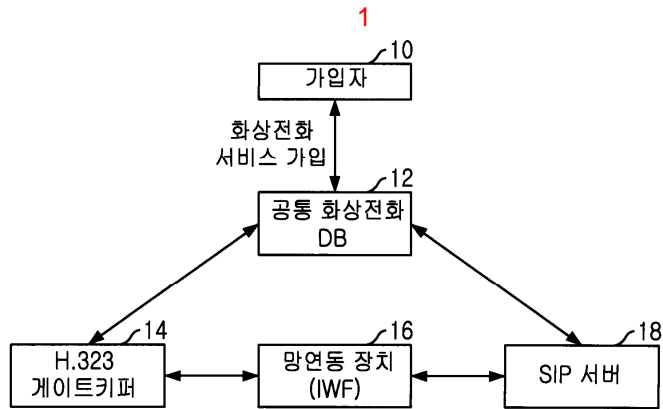 1
10
가입자
화상전화
서비스 가입
12
공통 화상전화
DB
14
H.323
게이트키퍼
16
망연동 장치
(IWF)
18
SIP 서버